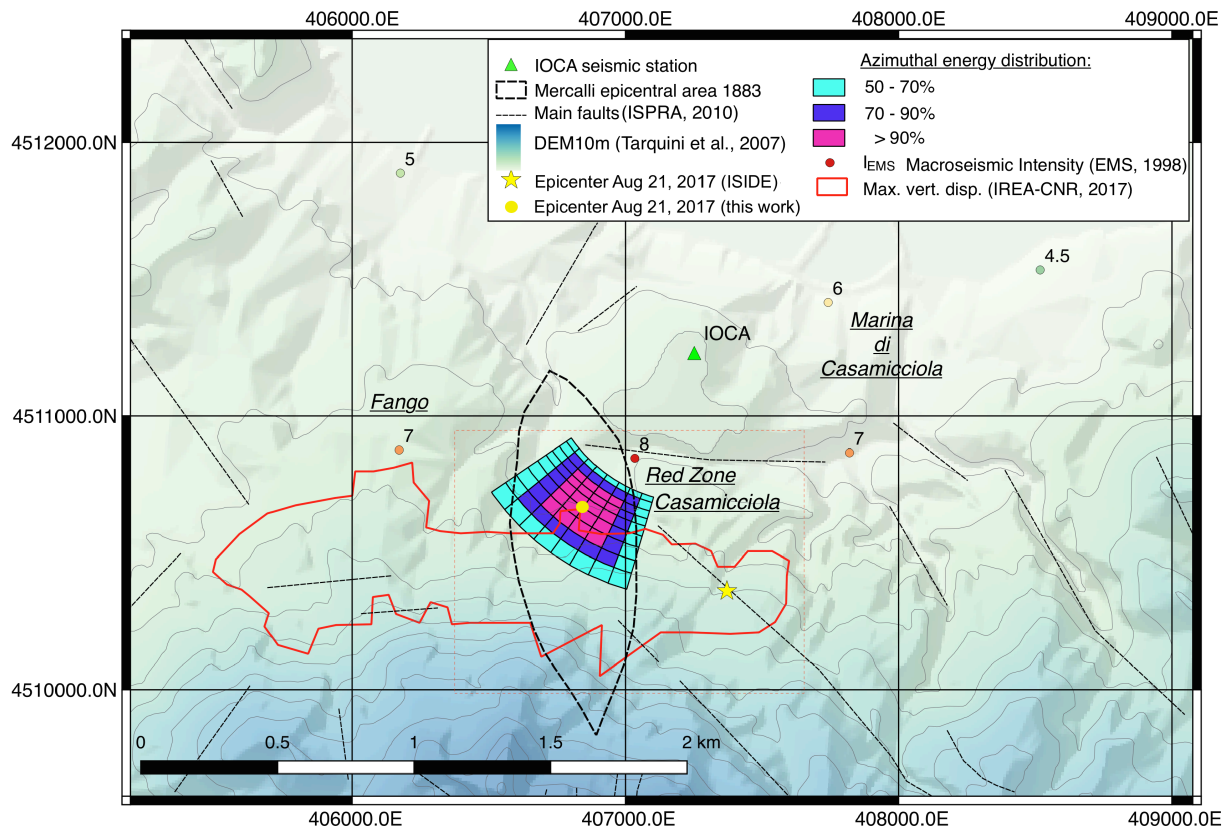 406000.0E 407000.0E 408000.0E 409000.0E
IOCA seismic station
Mercalli epicentral area 1883
Main faults (ISPRA, 2010)
DEM10m (Tarquini et al., 2007)
Epicenter Aug 21, 2017 (ISIDE)
Epicenter Aug 21, 2017 (this work)
Azimuthal energy distribution:
50 - 70%
70 - 90%
> 90%
IEMS Macroseismic Intensity (EMS, 1998)
Max. vert. disp. (IREA-CNR, 2017)
4512000.0N
5
4.5
6
Marina
di
Casamicciola
IOCA
4511000.0N
Fango
7
8
7
Red Zone
Casamicciola
4510000.0N
0 0.5 1 1.5 2 km
406000.0E 407000.0E 408000.0E 409000.0E